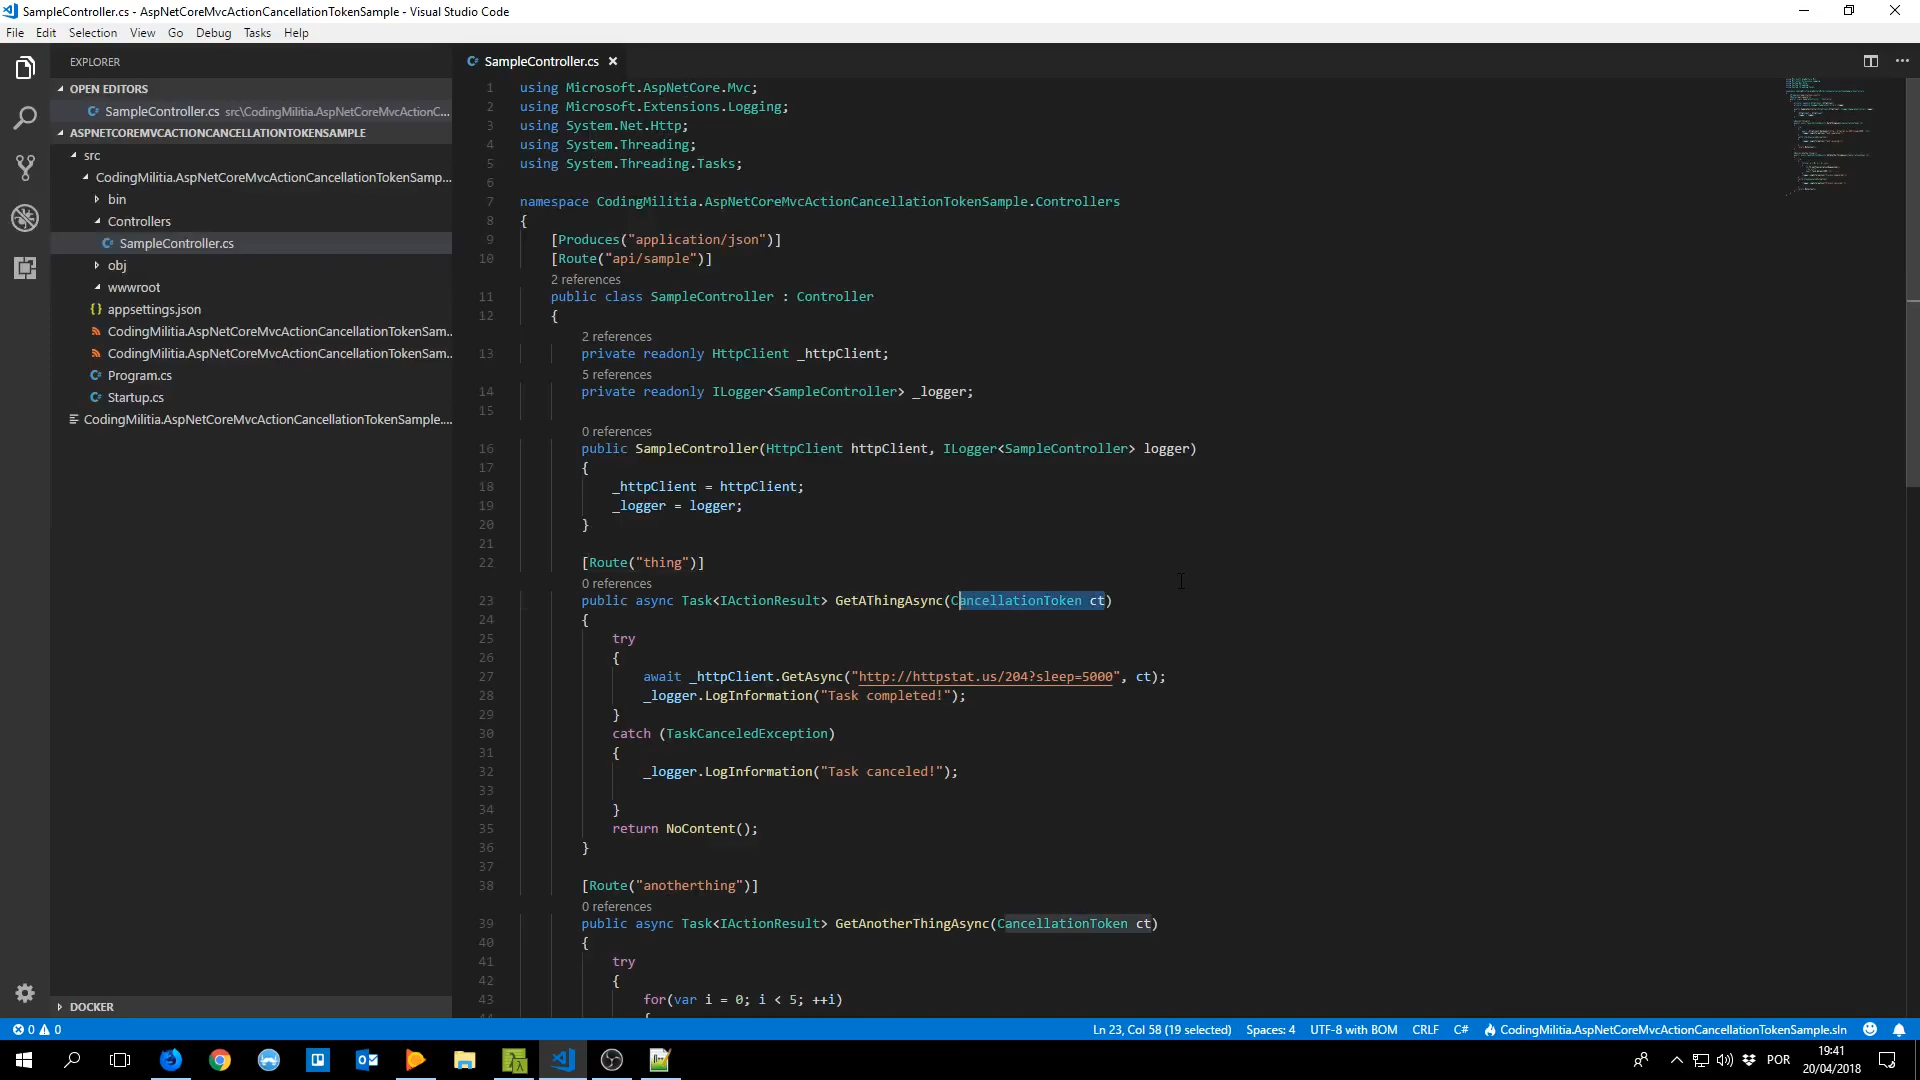 SampleController.cs - AspNetCoreMvcActionCancellationTokenSample - Visual Studio Code
File Edit Selection View Go Debug Tasks Help
EXPLORER
OPEN EDITORS
SampleController.cs src\CodingMilitia.AspNetCoreMvcActionC...
ASPNETCOREMVCACTIONCANCELLATIONTOKENSAMPLE
src
CodingMilitia.AspNetCoreMvcActionCancellationTokenSamp...
bin
Controllers
SampleController.cs
obj
wwwroot
appsettings.json
CodingMilitia.AspNetCoreMvcActionCancellationTokenSam..
CodingMilitia.AspNetCoreMvcActionCancellationTokenSam..
Program.cs
Startup.cs
CodingMilitia.AspNetCoreMvcActionCancellationTokenSample....
DOCKER
SampleController.cs
1 using Microsoft.AspNetCore.Mvc;
2 using Microsoft.Extensions.Logging;
3 using System.Net.Http;
4 using System.Threading;
5 using System.Threading.Tasks;
6
7 namespace CodingMilitia.AspNetCoreMvcActionCancellationTokenSample.Controllers
8 {
9 [Produces("application/json")]
10 [Route("api/sample")]
2 references
11 public class SampleController : Controller
12 {
2 references
13 private readonly HttpClient _httpClient;
5 references
14 private readonly ILogger<SampleController> _logger;
15
0 references
16 public SampleController(HttpClient httpClient, ILogger<SampleController> logger)
17 {
18 _httpClient = httpClient;
19 _logger = logger;
20 }
21
22 [Route("thing")]
0 references
23 public async Task<IActionResult> GetAThingAsync(CancellationToken ct)
24 {
25 try
26 {
27 await _httpClient.GetAsync("http://httpstat.us/204?sleep=5000", ct);
28 _logger.LogInformation("Task completed!");
29 }
30 catch (TaskCanceledException)
31 {
32 _logger.LogInformation("Task canceled!");
33
34 }
35 return NoContent();
36 }
37
38 [Route("anotherthing")]
0 references
39 public async Task<IActionResult> GetAnotherThingAsync(CancellationToken ct)
40 {
41 try
42 {
43 for(var i = 0; i < 5; ++i)
44 {
0 0 Ln 23, Col 58 (19 selected) Spaces: 4 UTF-8 with BOM CRLF C# CodingMilitia.AspNetCoreMvcActionCancellationTokenSample.sln
POR
19:41
20/04/2018